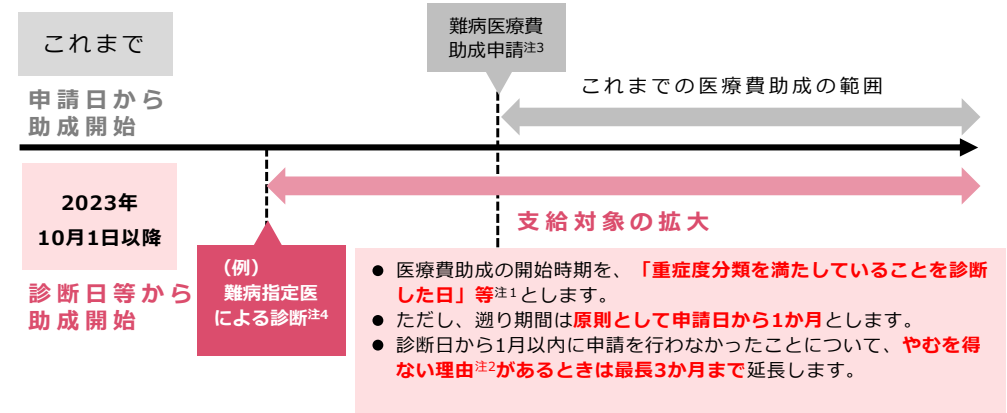 これまで
申請日から
助成開始
難病医療費
助成申請注3
これまでの医療費助成の範囲
2023年
10月1日以降
診断日等から
助成開始
支給対象の拡大
（例）
難病指定医
による診断注4
● 医療費助成の開始時期を、「重症度分類を満たしていることを診断
した日」等注1とします。
● ただし、遡り期間は原則として申請日から1か月とします。
● 診断日から1月以内に申請を行わなかったことについて、やむを得
ない理由注2があるときは最長3か月まで延長します。